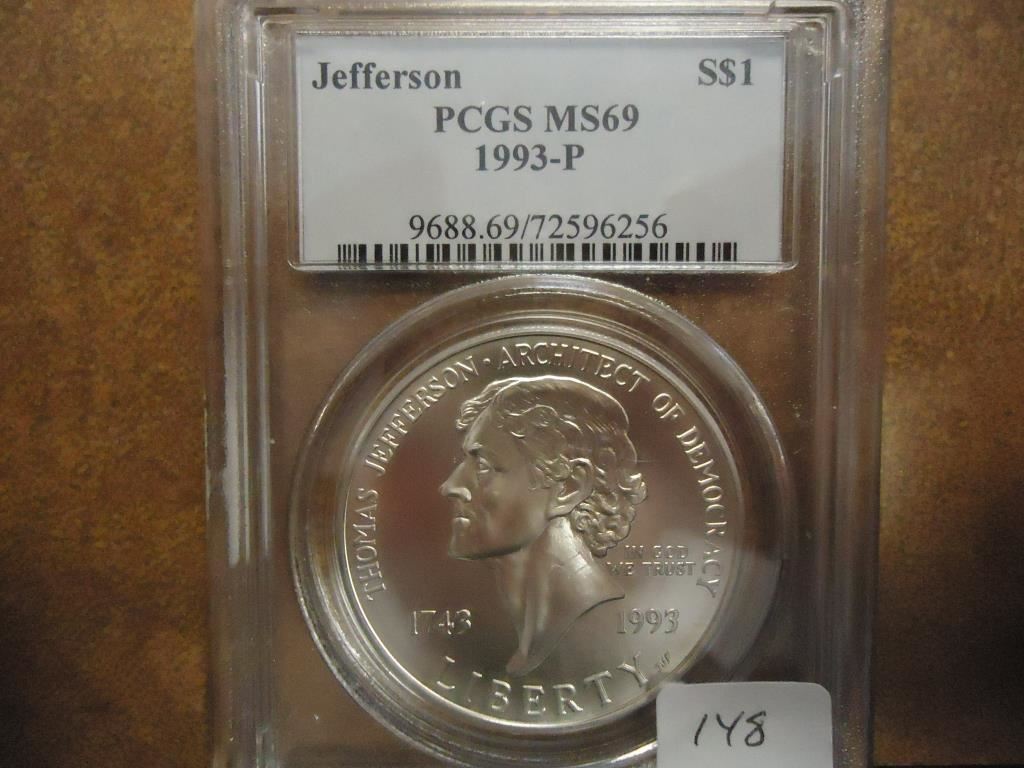 Jefferson S$1
PCGS MS69
1993-P
9688.69/72596256
THOMAS JEFFERSON · ARCHITECT OF DEMOCRACY
IN GOD
WE TRUST
1743 1993
LIBERTY
148